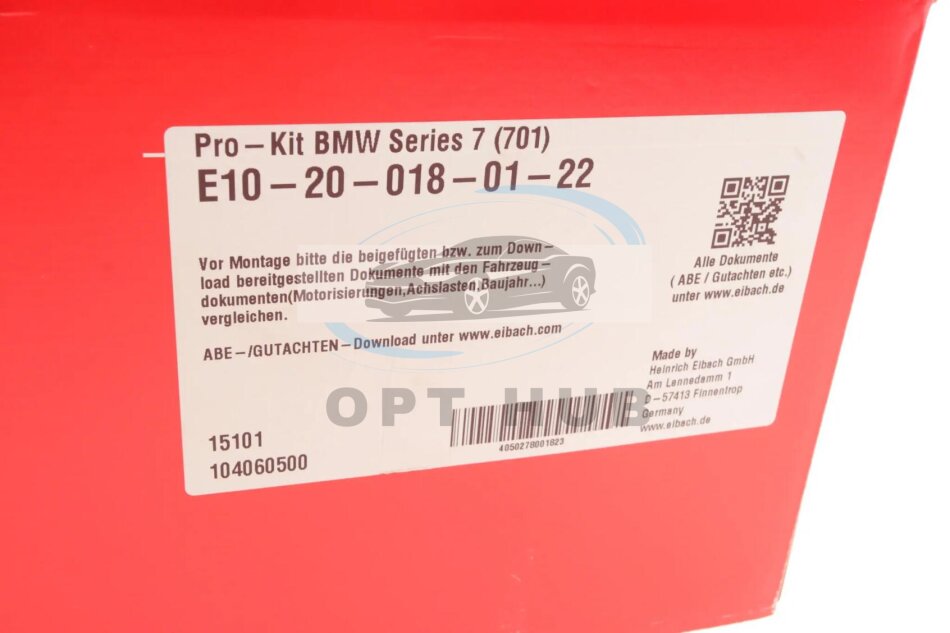 Pro-Kit BMW Series 7 (701)
E10-20-018-01-22
Vor Montage bitte die beigefügten bzw. zum Down-
load bereitgestellten Dokumente mit den Fahrzeug-
dokumenten(Motorisierungen,Achslasten,Baujahr...)
vergleichen.
ABE-/GUTACHTEN-Download unter www.eibach.com
15101
104060500
Alle Dokumente
( ABE / Gutachten etc.)
unter www.eibach.de
Made by
Heinrich Eibach GmbH
Am Lennedamm 1
D-57413 Finnentrop
Germany
www.eibach.de
4050278001823
OPT HUB